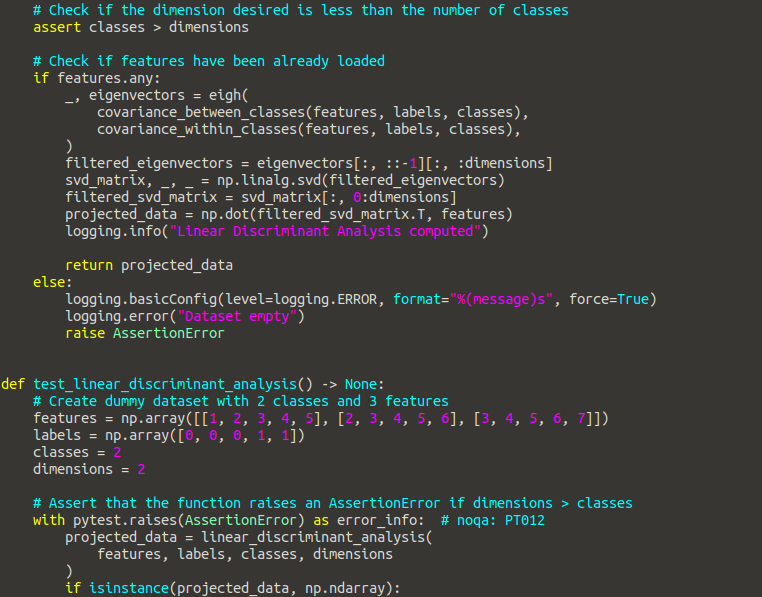 # Check if the dimension desired is less than the number of classes
assert classes > dimensions
# Check if features have been already loaded
if features.any:
_, eigenvectors = eigh(
covariance_between_classes(features, labels, classes),
covariance_within_classes(features, labels, classes),
)
filtered_eigenvectors = eigenvectors[:, ::-1][:, :dimensions]
svd_matrix, _, _ = np.linalg.svd(filtered_eigenvectors)
filtered_svd_matrix = svd_matrix[:, 0:dimensions]
projected_data = np.dot(filtered_svd_matrix.T, features)
logging.info("Linear Discriminant Analysis computed")
return projected_data
else:
logging.basicConfig(level=logging.ERROR, format="%(message)s", force=True)
logging.error("Dataset empty")
raise AssertionError
def test_linear_discriminant_analysis() -> None:
# Create dummy dataset with 2 classes and 3 features
features = np.array([[1, 2, 3, 4, 5], [2, 3, 4, 5, 6], [3, 4, 5, 6, 7]])
labels = np.array([0, 0, 0, 1, 1])
classes = 2
dimensions = 2
# Assert that the function raises an AssertionError if dimensions > classes
with pytest.raises(AssertionError) as error_info:  # noqa: PT012
projected_data = linear_discriminant_analysis(
features, labels, classes, dimensions
)
if isinstance(projected_data, np.ndarray):